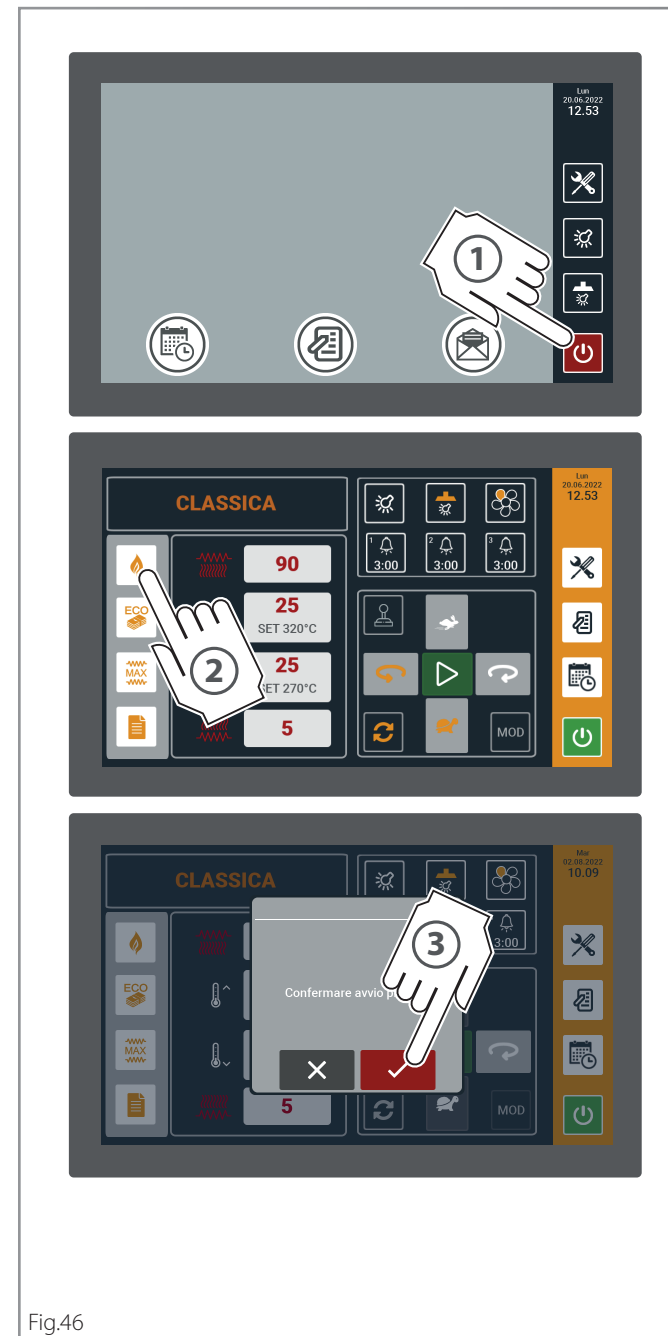 Lun
20.06.2022
12.53
1
CLASSICA
Lun
20.06.2022
12.53
1
2
3
3:00
3:00
3:00
90
ECO
25
SET 320°C
MAX
25
SET 270°C
2
5
MOD
CLASSICA
Mar
02.08.2022
10.09
3:00
3
ECO
Confermare avvio
MAX
5
MOD
Fig.46